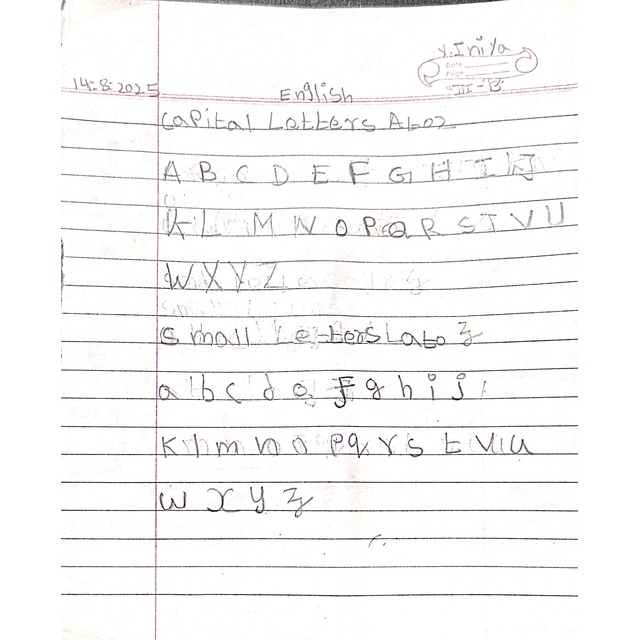 Y.Iniya
Date
Page
III-B
14-8-2025
English
Capital Letters A to z
A B C D E F G H I J
K L M N O P Q R S T V U
W X Y Z
Small Letters a to z
a b c d e f g h i j
k l m n o p q r s t v u
w x y z